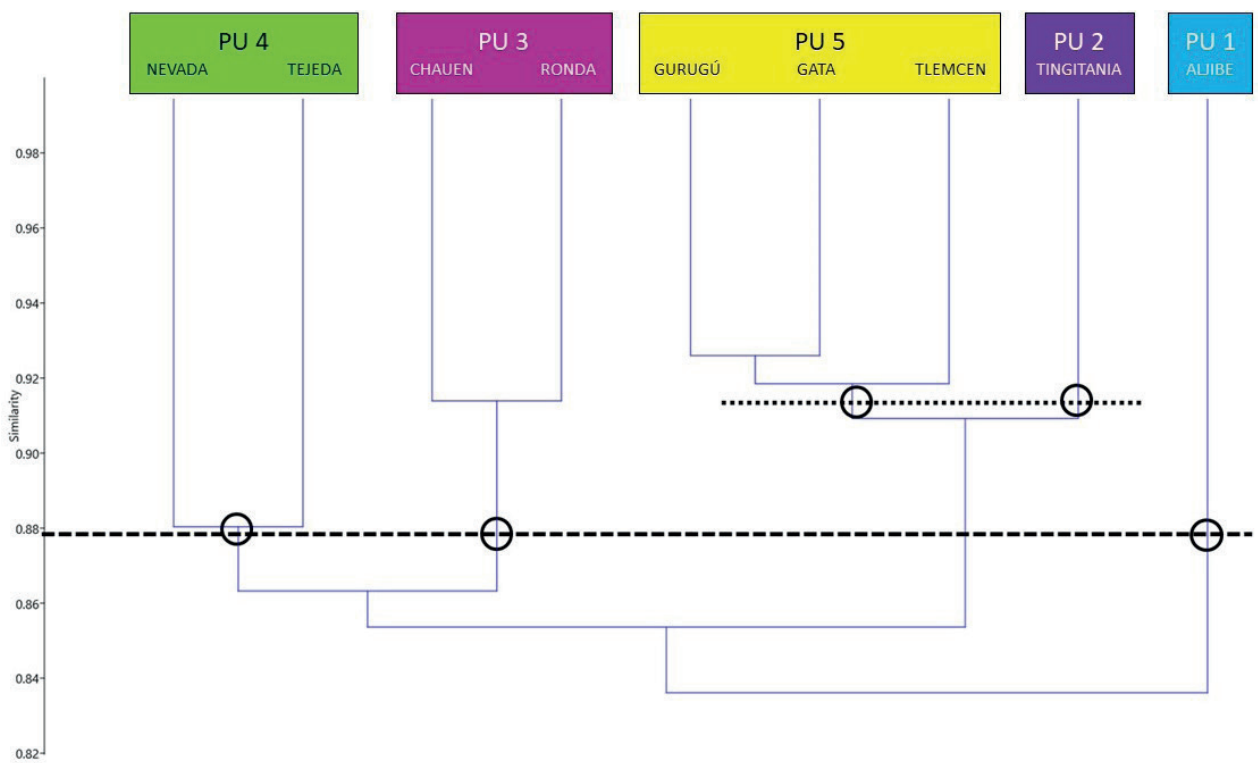 PU 4
NEVADA TEJEDA
PU 3
CHAUEN RONDA
PU 5
GURUGÚ GATA TLEMCEN
PU 2
TINGITANIA
PU 1
ALJIBE
0.98
0.96
0.94
0.92
0.90
0.88
0.86
0.84
0.82
Similarity